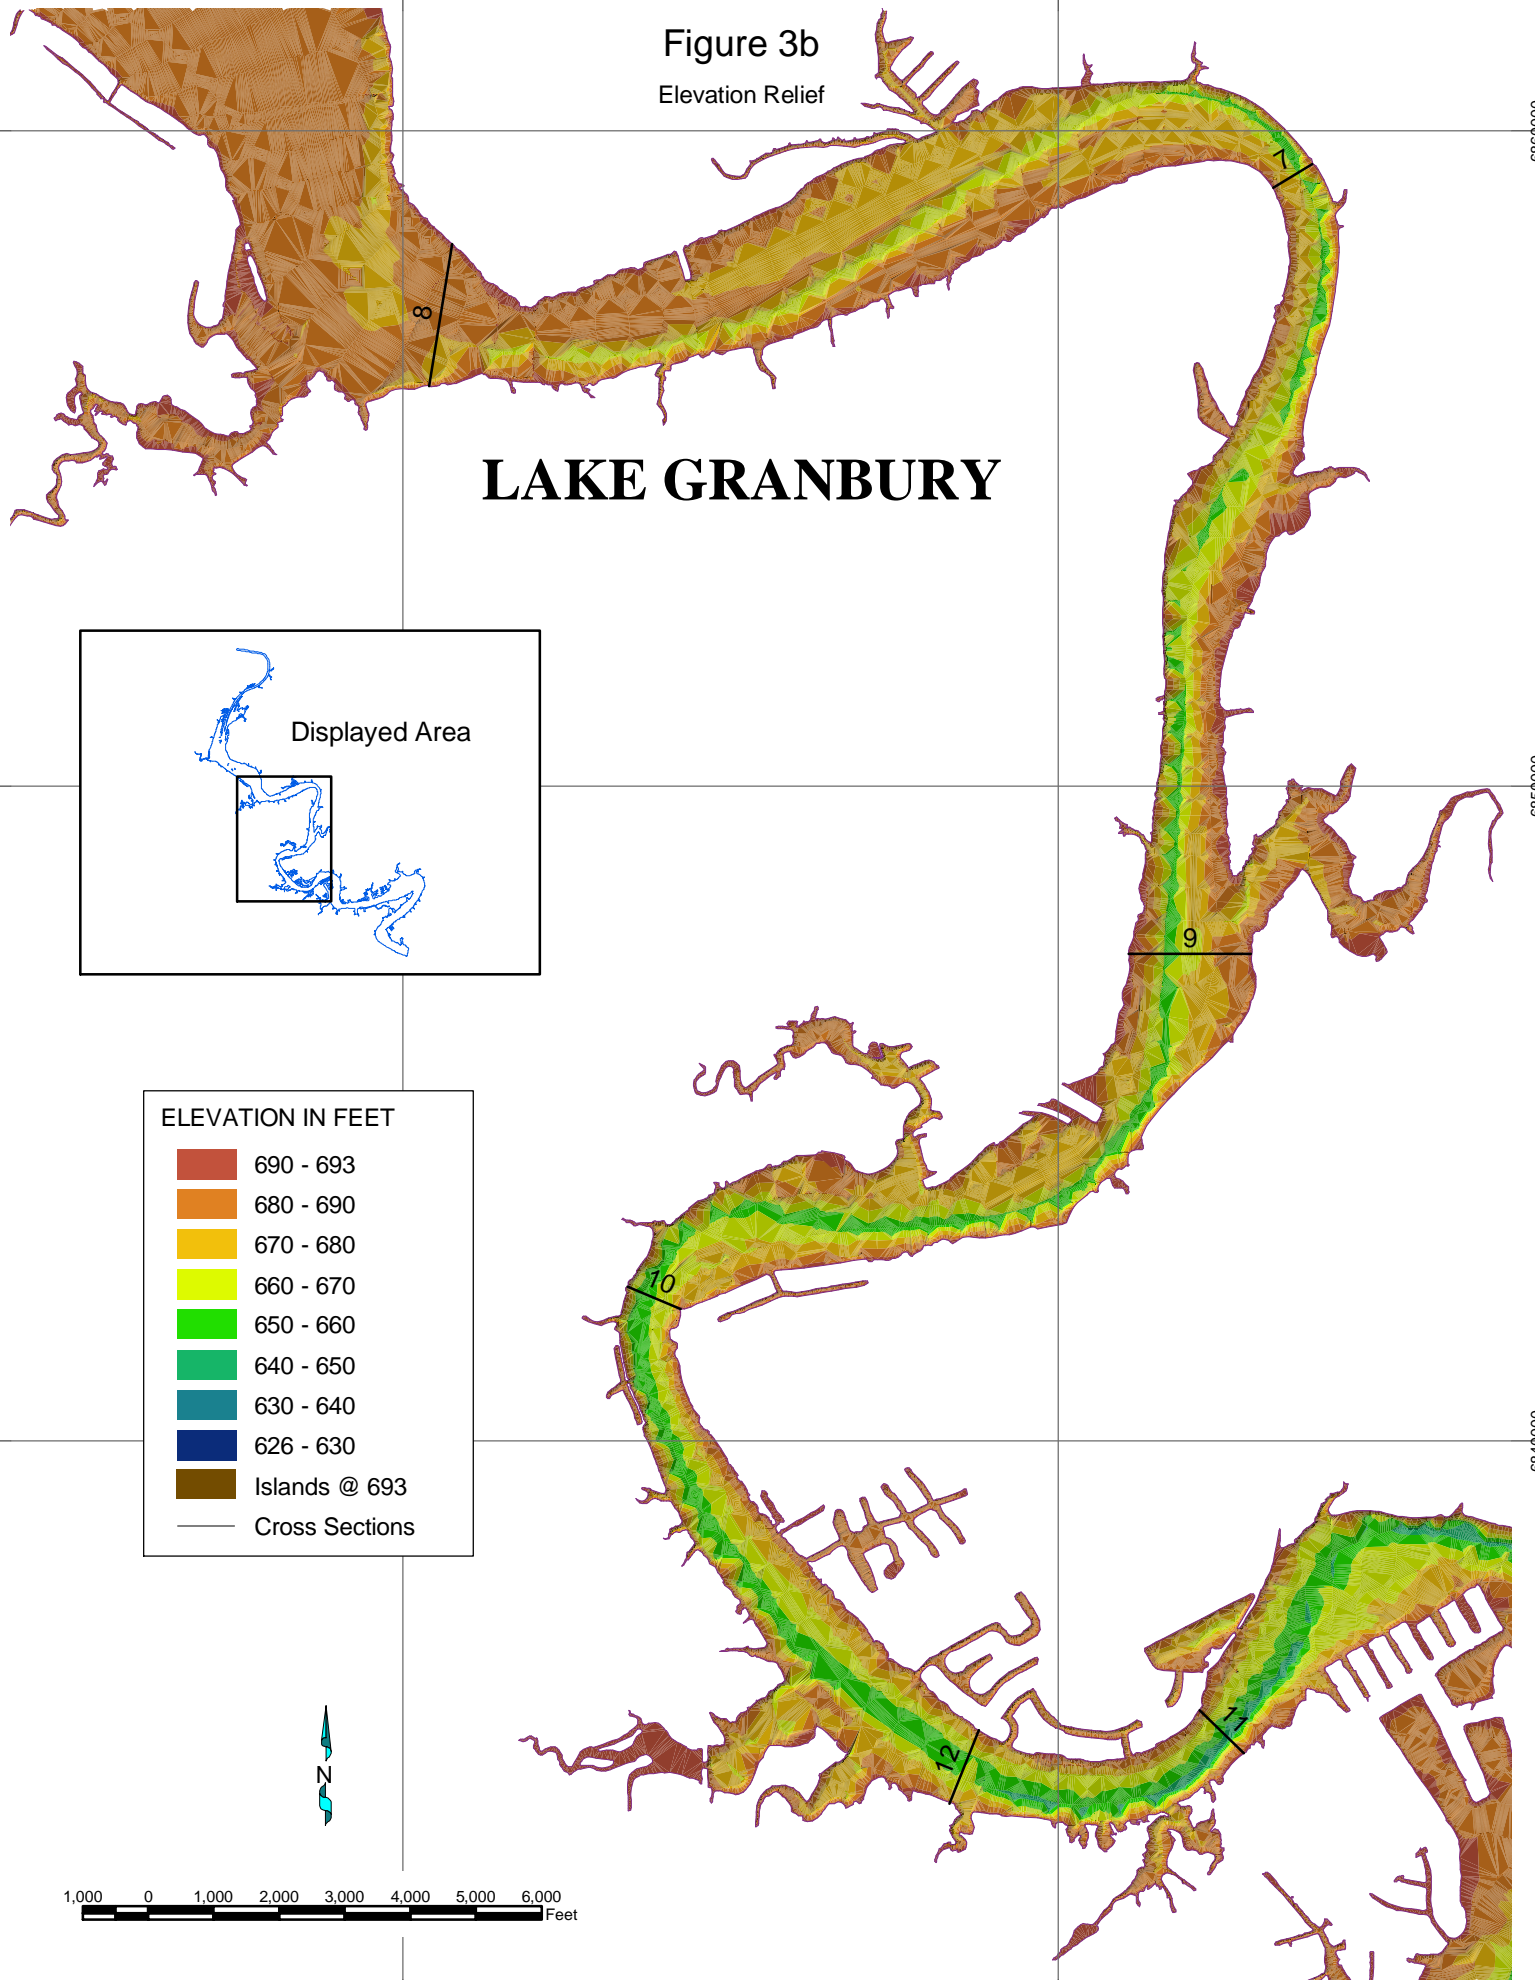 Figure 3b
Elevation Relief
7
8
LAKE GRANBURY
Displayed Area
9
ELEVATION IN FEET
690 - 693
680 - 690
670 - 680
660 - 670
650 - 660
640 - 650
630 - 640
626 - 630
Islands @ 693
Cross Sections
10
11
12
N
1,000 0 1,000 2,000 3,000 4,000 5,000 6,000
Feet